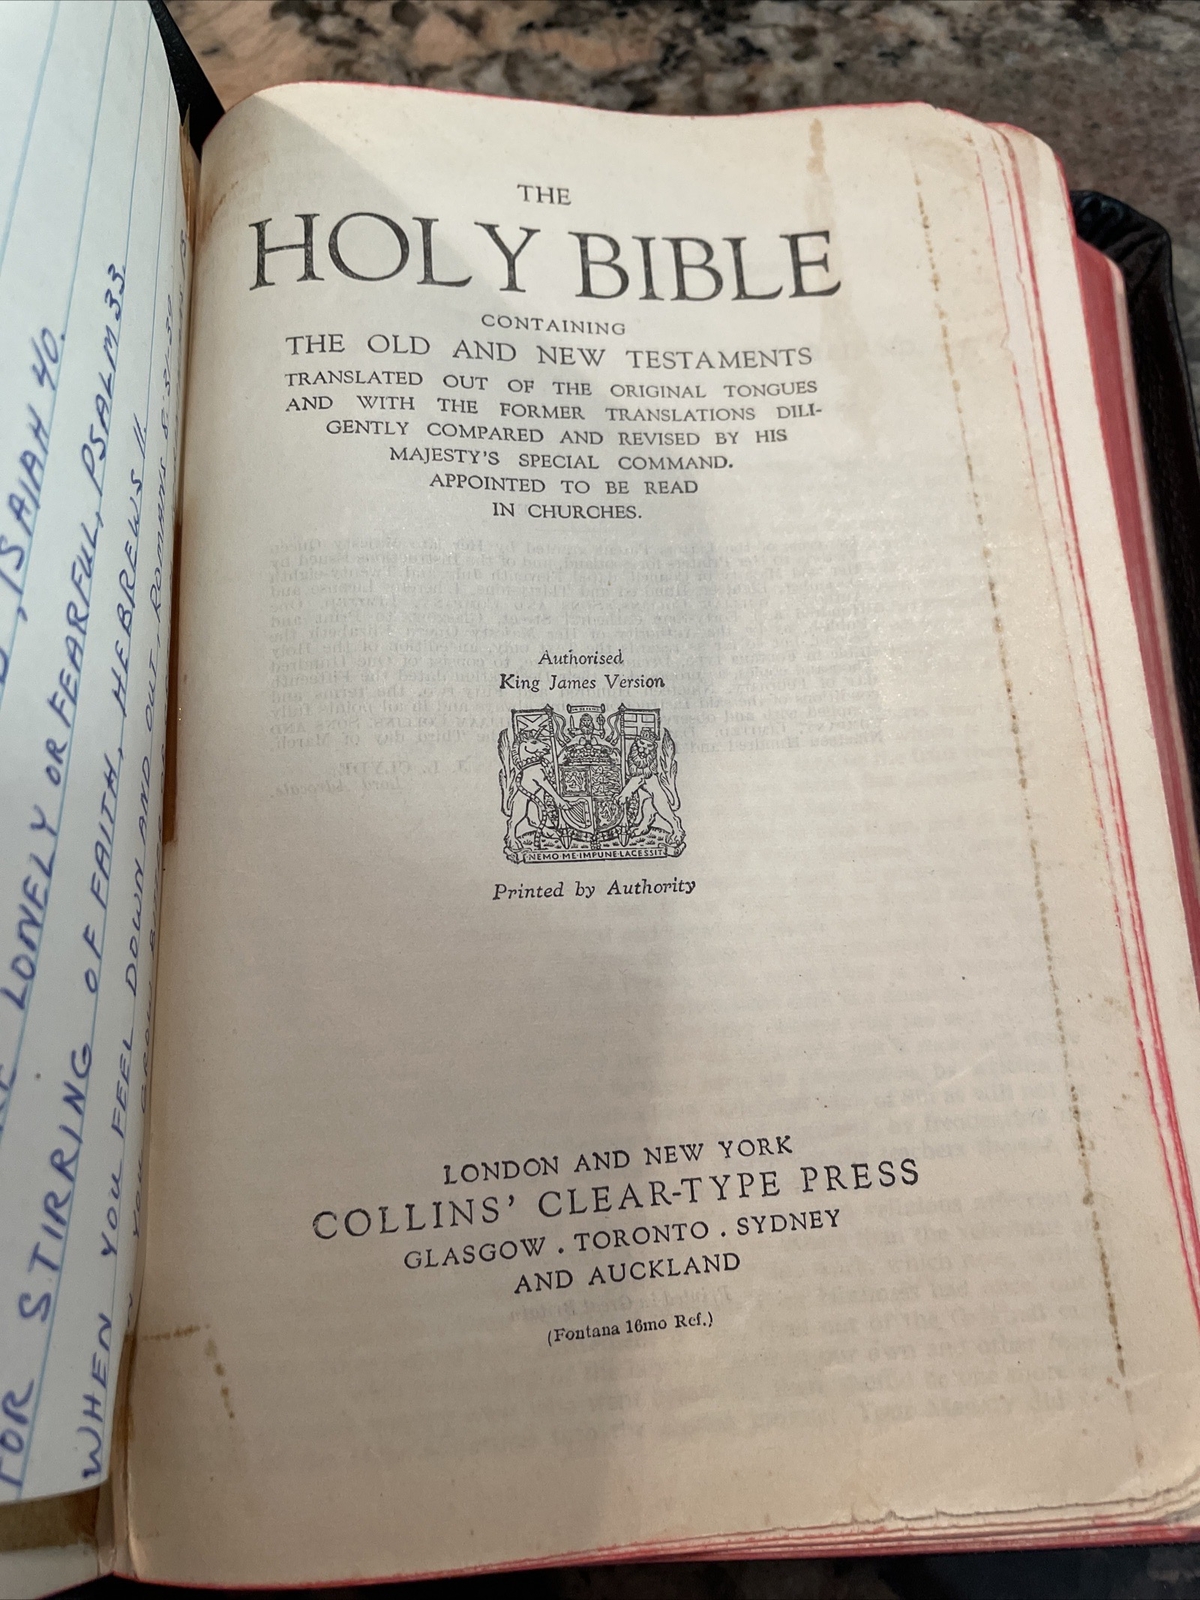 , ISAIAH 40.
LONELY OR FEARFUL, PSALM 33.
FOR STIRRING OF FAITH, HEBREWS 11.
WHEN YOU FEEL DOWN AND OUT, ROMANS 8:31-39
THE
HOLY BIBLE
CONTAINING
THE OLD AND NEW TESTAMENTS
TRANSLATED OUT OF THE ORIGINAL TONGUES
AND WITH THE FORMER TRANSLATIONS DILI-
GENTLY COMPARED AND REVISED BY HIS
MAJESTY'S SPECIAL COMMAND.
APPOINTED TO BE READ
IN CHURCHES.
Authorised
King James Version
NEMO·ME·IMPUNE·LACESSIT
Printed by Authority
LONDON AND NEW YORK
COLLINS' CLEAR-TYPE PRESS
GLASGOW . TORONTO . SYDNEY
AND AUCKLAND
(Fontana 16mo Ref.)